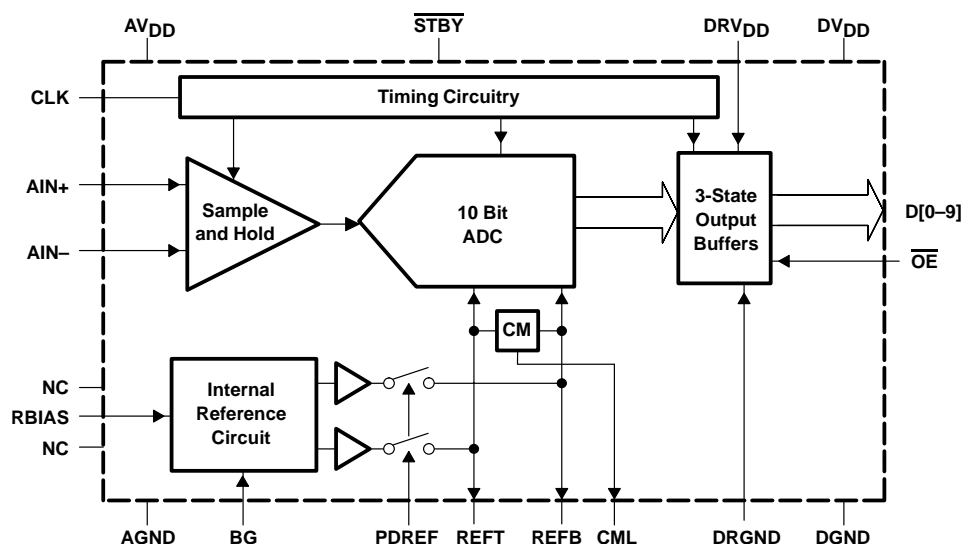 AVDD
STBY
DRVDD
DVDD
CLK
Timing Circuitry
AIN+
AIN–
Sample
and Hold
10 Bit
ADC
3-State
Output
Buffers
D[0–9]
OE
CM
NC
RBIAS
NC
Internal
Reference
Circuit
AGND
BG
PDREF
REFT
REFB
CML
DRGND
DGND